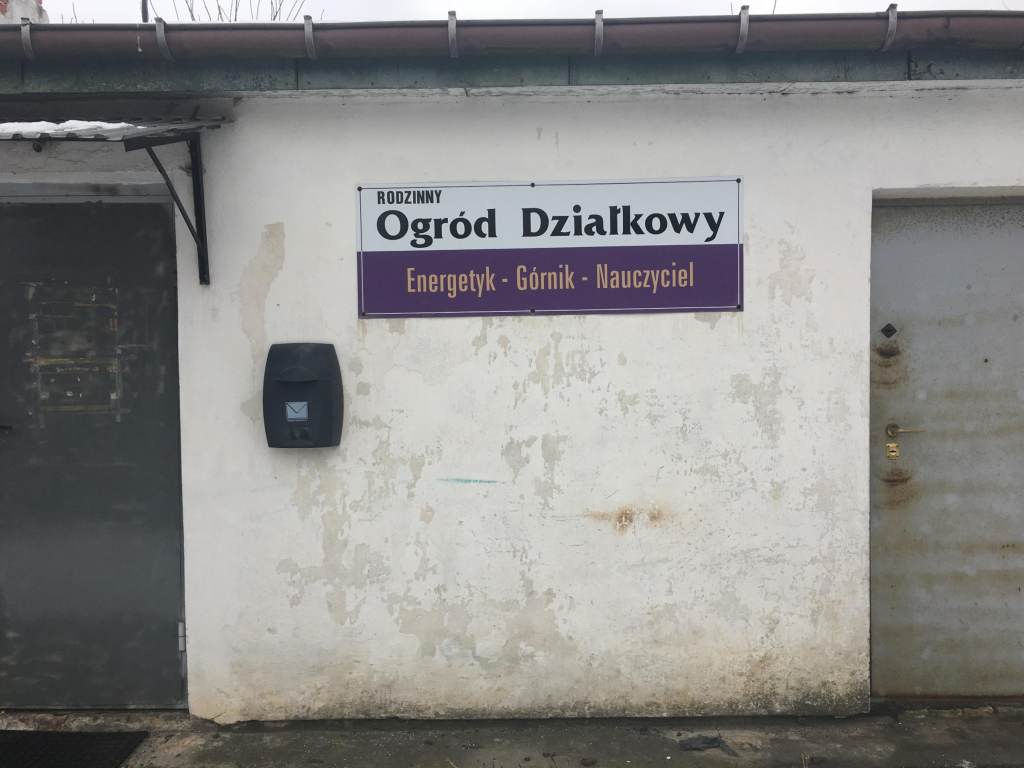 RODZINNY
Ogród Działkowy
Energetyk - Górnik - Nauczyciel